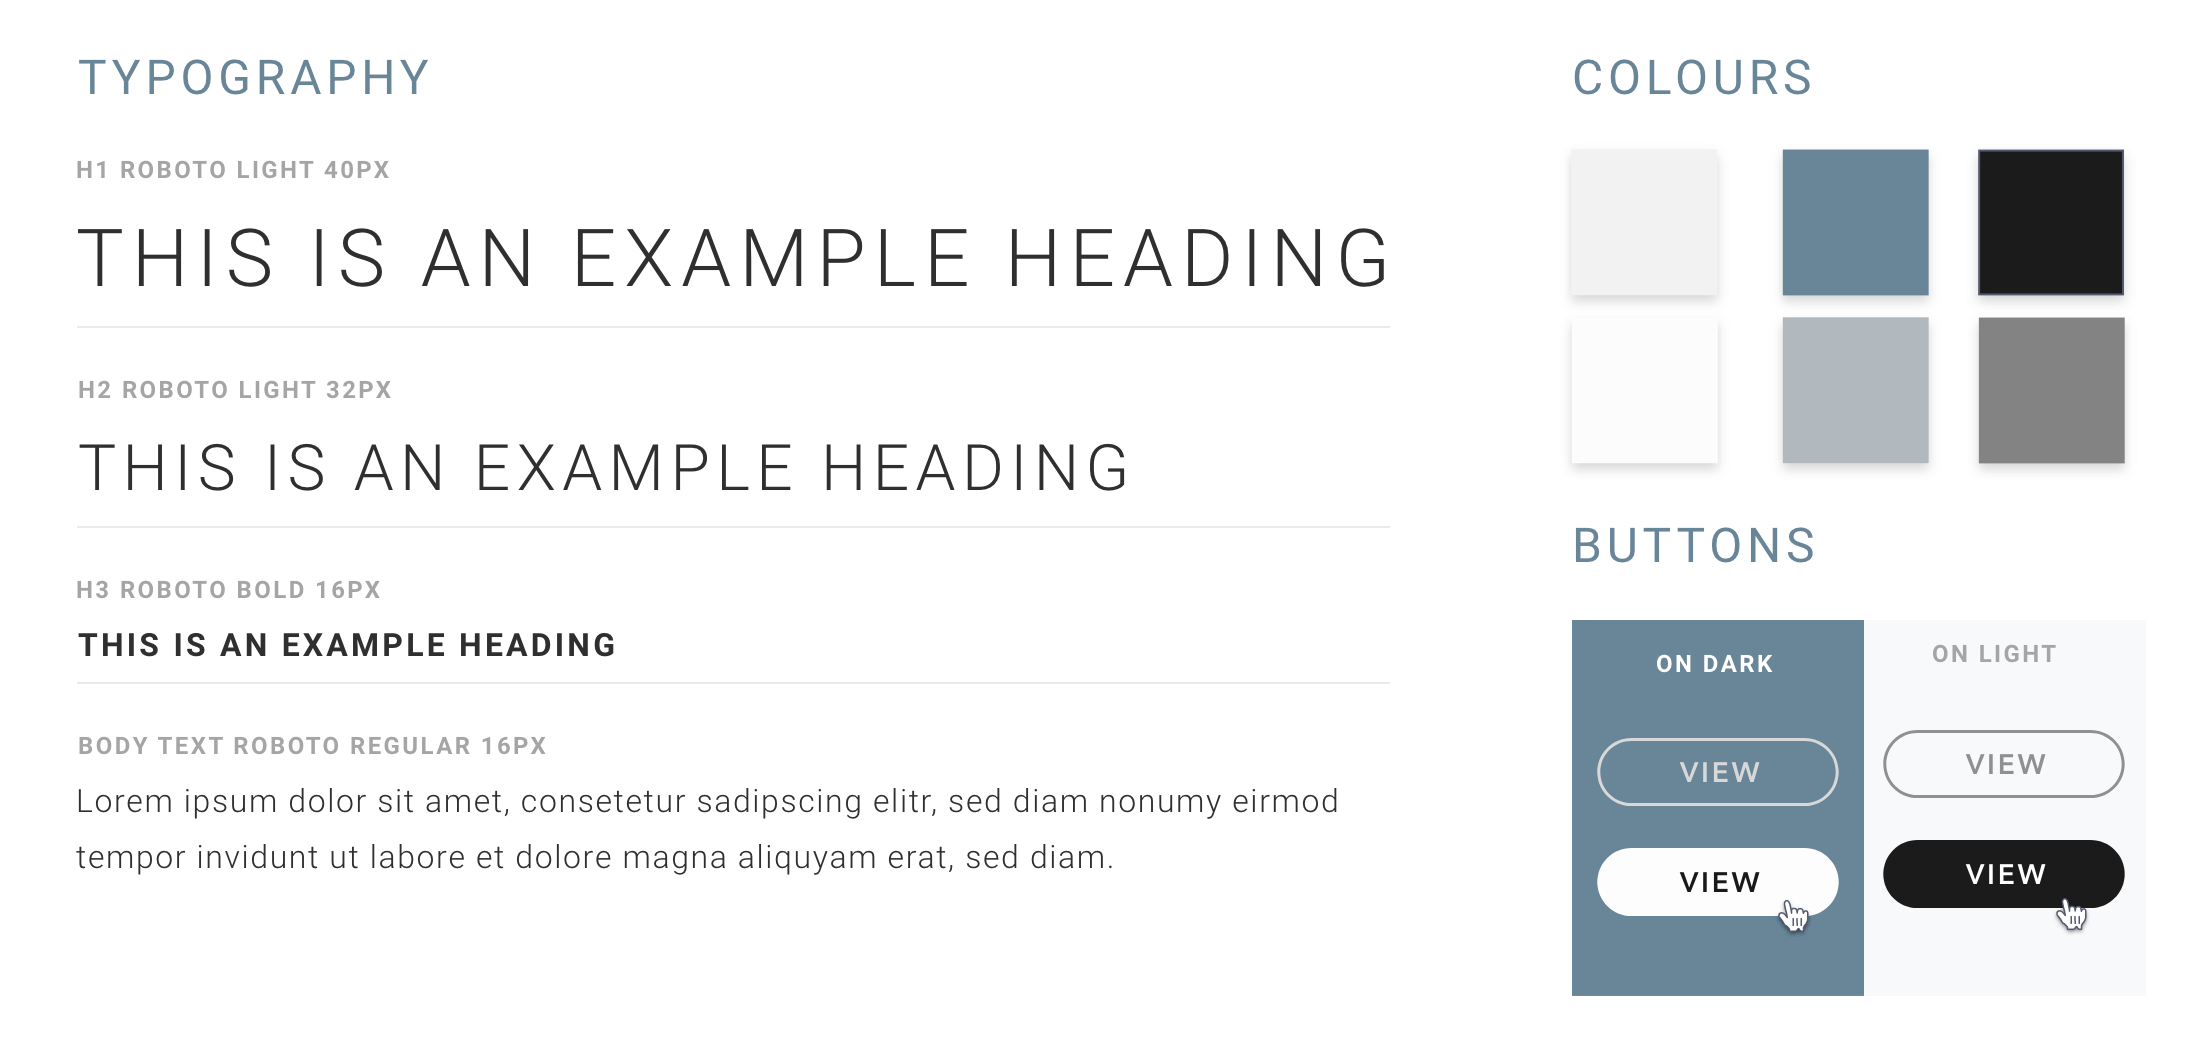 TYPOGRAPHY
H1 ROBOTO LIGHT 40PX
THIS IS AN EXAMPLE HEADING
H2 ROBOTO LIGHT 32PX
THIS IS AN EXAMPLE HEADING
H3 ROBOTO BOLD 16PX
THIS IS AN EXAMPLE HEADING
BODY TEXT ROBOTO REGULAR 16PX
Lorem ipsum dolor sit amet, consetetur sadipscing elitr, sed diam nonumy eirmod
tempor invidunt ut labore et dolore magna aliquyam erat, sed diam.
COLOURS
BUTTONS
ON DARK
VIEW
VIEW
ON LIGHT
VIEW
VIEW